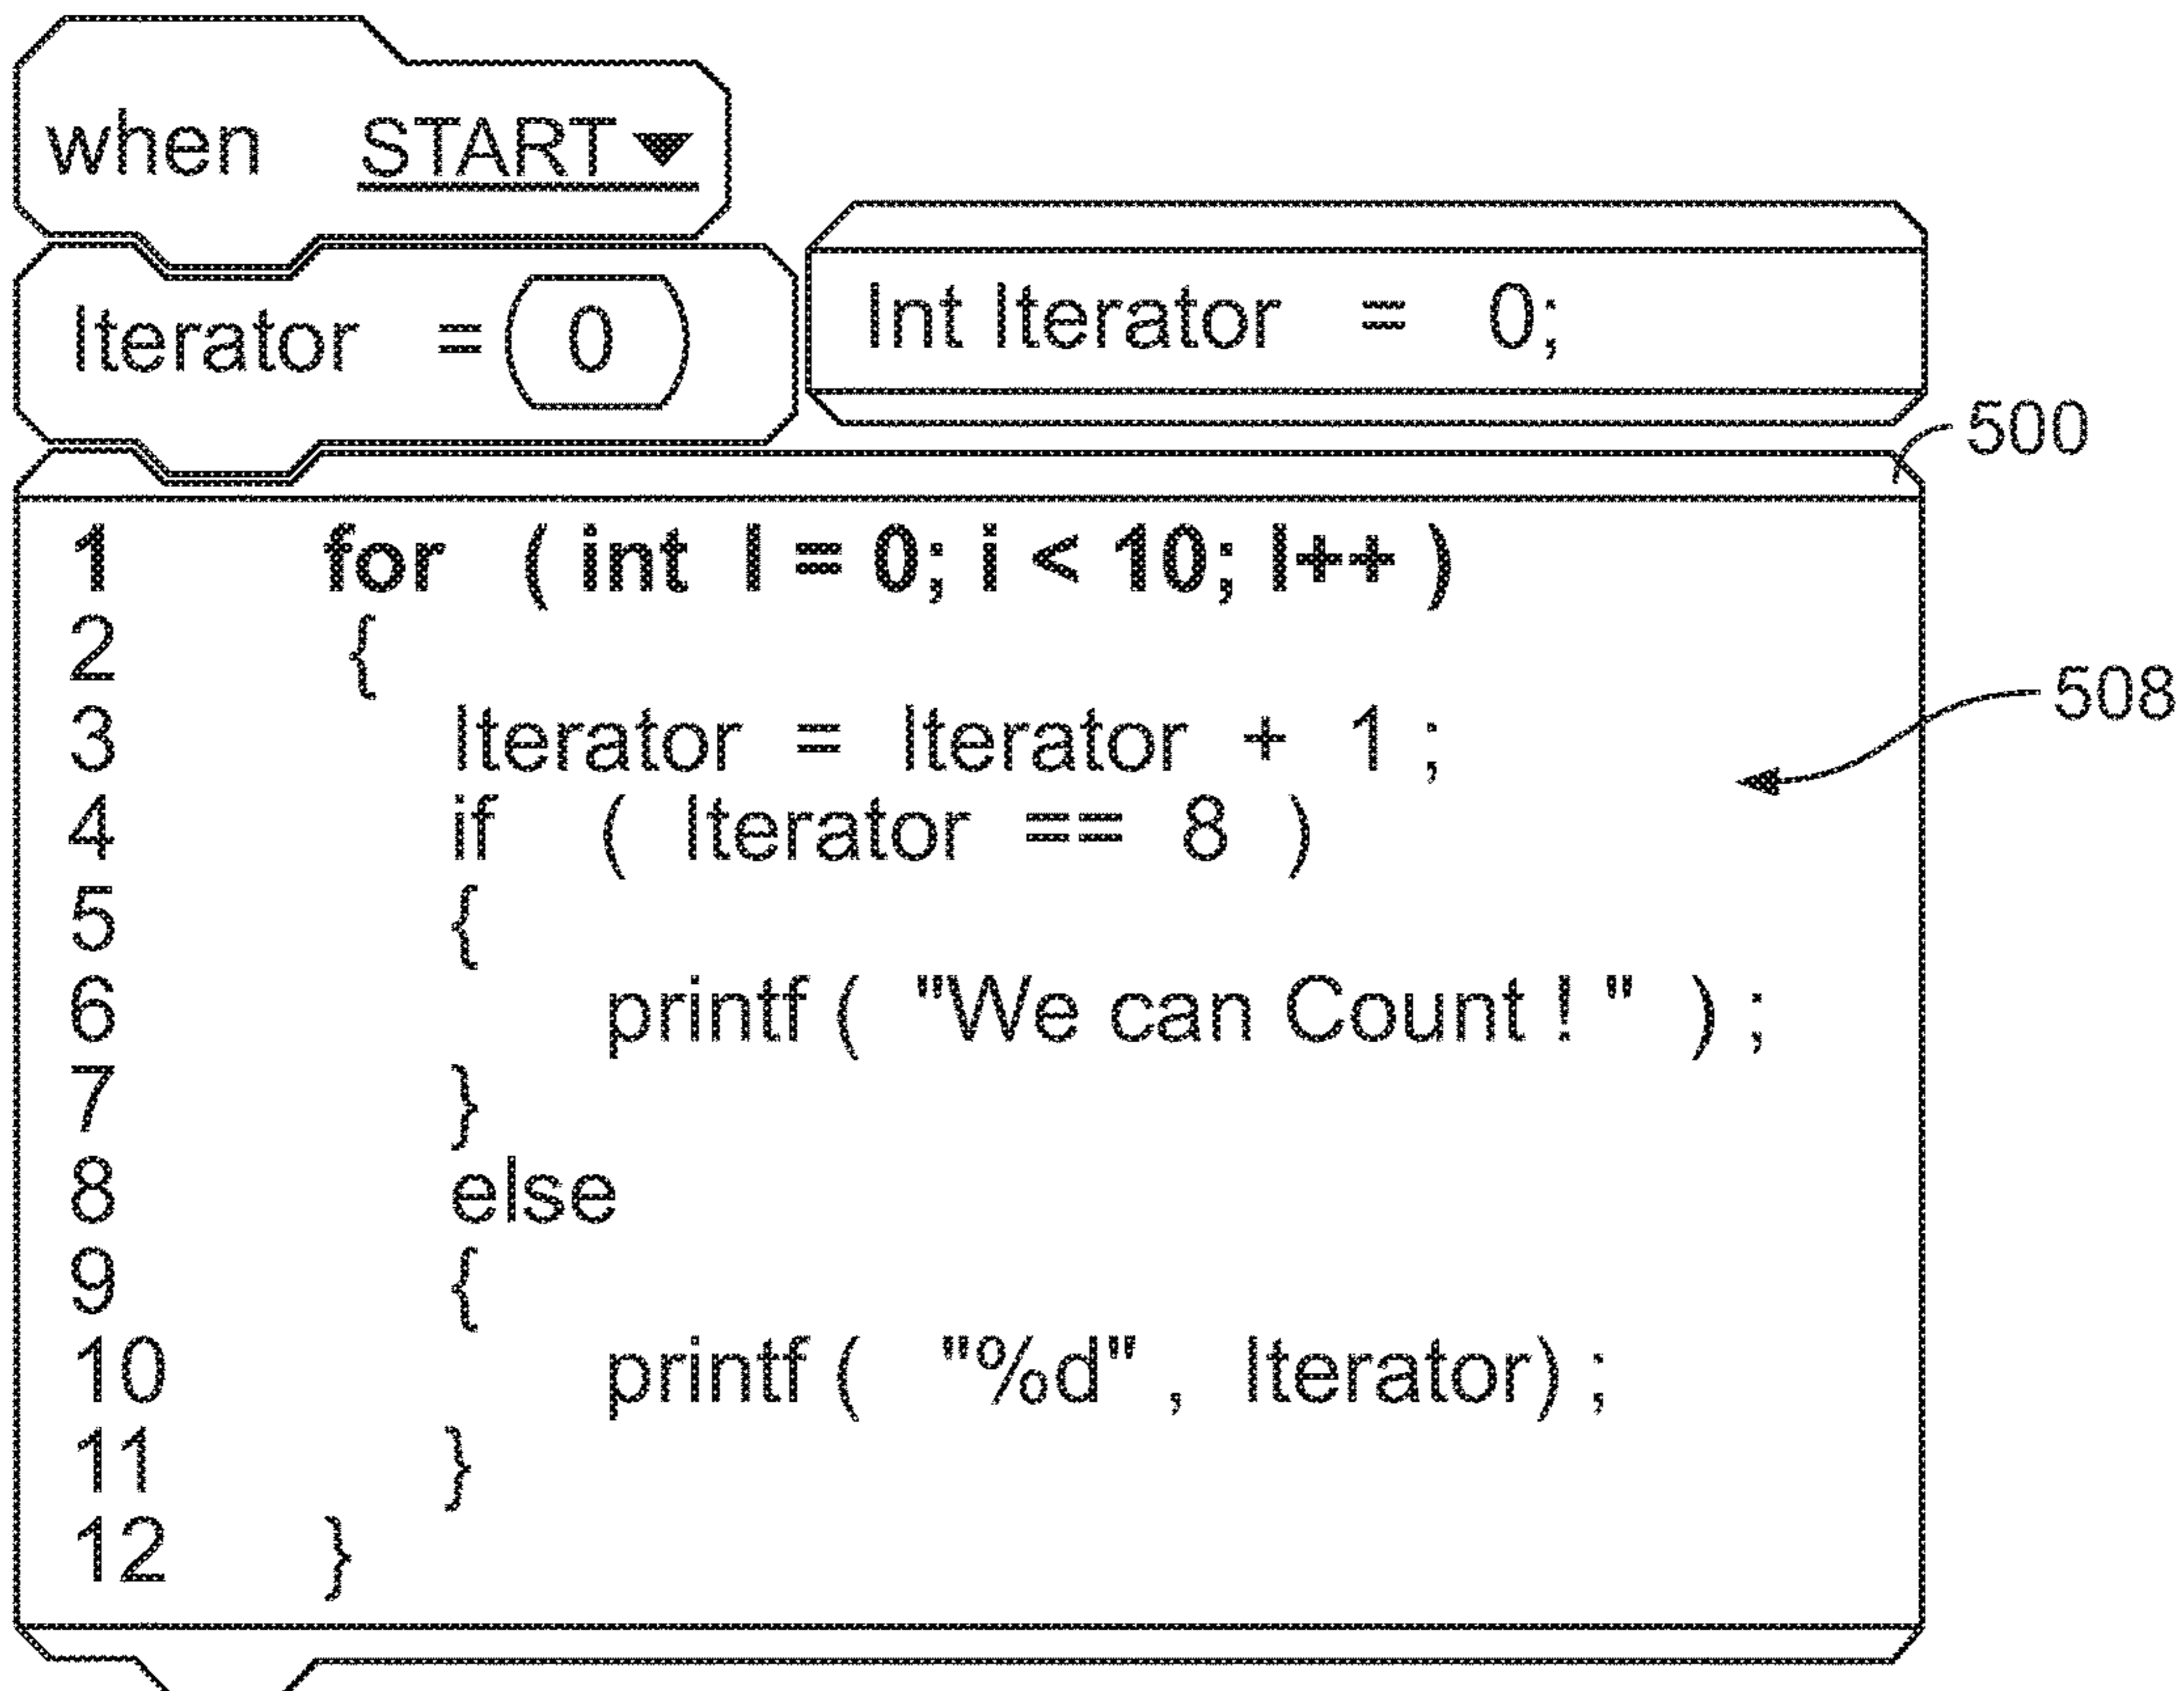 when START
Iterator = 0
Int Iterator = 0;
500
1 for ( int I = 0; i < 10; I++ )
2 {
3 Iterator = Iterator + 1 ;
508
4 if ( Iterator == 8 )
5 {
6 printf ( "We can Count ! " ) ;
7 }
8 else
9 {
10 printf ( "%d" , Iterator) ;
11 }
12 }